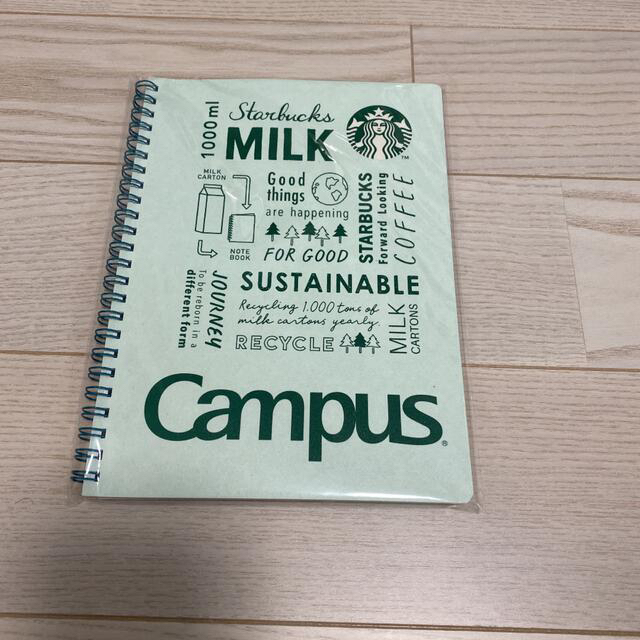 1000ml
Starbucks
MILK
TM
MILK
CARTON
NOTE
BOOK
Good
things
are happening
FOR GOOD
STARBUCKS
Forward Looking
COFFEE
To be reborn in a
different form
JOURNEY
SUSTAINABLE
Recycling 1,000 tons of
milk cartons yearly.
RECYCLE
MILK
CARTONS
Campus®